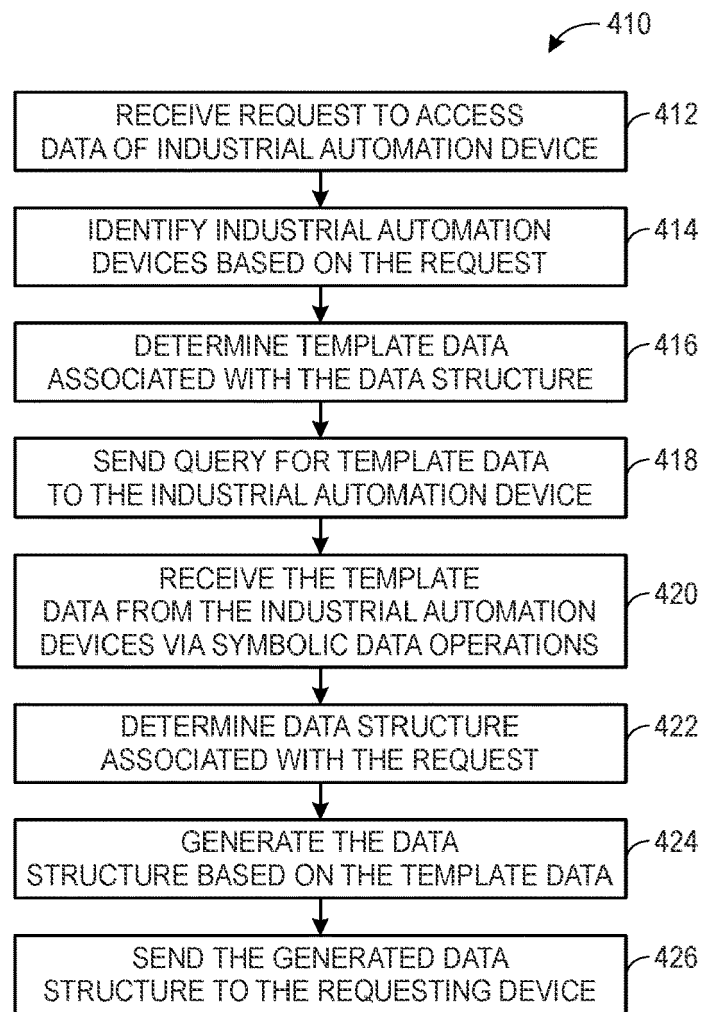 410
RECEIVE REQUEST TO ACCESS
DATA OF INDUSTRIAL AUTOMATION DEVICE
412
IDENTIFY INDUSTRIAL AUTOMATION
DEVICES BASED ON THE REQUEST
414
DETERMINE TEMPLATE DATA
ASSOCIATED WITH THE DATA STRUCTURE
416
SEND QUERY FOR TEMPLATE DATA
TO THE INDUSTRIAL AUTOMATION DEVICE
418
RECEIVE THE TEMPLATE
DATA FROM THE INDUSTRIAL AUTOMATION
DEVICES VIA SYMBOLIC DATA OPERATIONS
420
DETERMINE DATA STRUCTURE
ASSOCIATED WITH THE REQUEST
422
GENERATE THE DATA
STRUCTURE BASED ON THE TEMPLATE DATA
424
SEND THE GENERATED DATA
STRUCTURE TO THE REQUESTING DEVICE
426